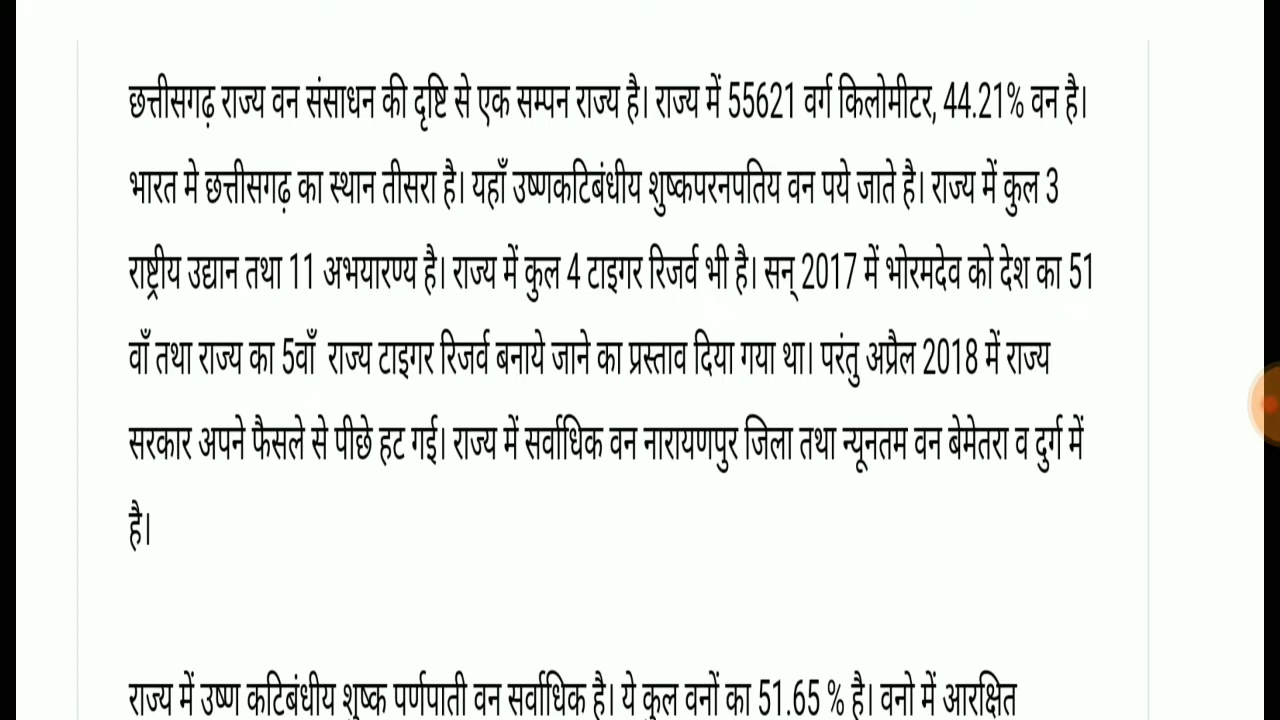 छत्तीसगढ़ राज्य वन संसाधन की दृष्टि से एक सम्पन राज्य है। राज्य में 55621 वर्ग किलोमीटर, 44.21% वन है।
भारत मे छत्तीसगढ़ का स्थान तीसरा है। यहाँ उष्णकटिबंधीय शुष्कपरनपतिय वन पये जाते है। राज्य में कुल 3
राष्ट्रीय उद्यान तथा 11 अभयारण्य है। राज्य में कुल 4 टाइगर रिजर्व भी है। सन् 2017 में भोरमदेव को देश का 51
वाँ तथा राज्य का 5वाँ राज्य टाइगर रिजर्व बनाये जाने का प्रस्ताव दिया गया था। परंतु अप्रैल 2018 में राज्य
सरकार अपने फैसले से पीछे हट गई। राज्य में सर्वाधिक वन नारायणपुर जिला तथा न्यूनतम वन बेमेतरा व दुर्ग में
है।
राज्य में उष्ण कटिबंधीय शुष्क पर्णपाती वन सर्वाधिक है। ये कुल वनों का 51.65 % है। वनो में आरक्षित